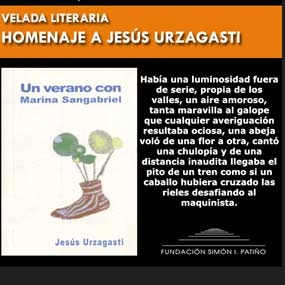 VELADA LITERARIA
HOMENAJE A JESÚS URZAGASTI
Un verano con
Marina Sangabriel
Jesús Urzagasti
Había una luminosidad fuera
de serie, propia de los
valles, un aire amoroso,
tanta maravilla al galope
que cualquier averiguación
resultaba ociosa, una abeja
voló de una flor a otra, cantó
una chulopía y de una
distancia inaudita llegaba el
pito de un tren como si un
caballo hubiera cruzado las
rieles desafiando al
maquinista.
FUNDACIÓN SIMÓN I. PATIÑO